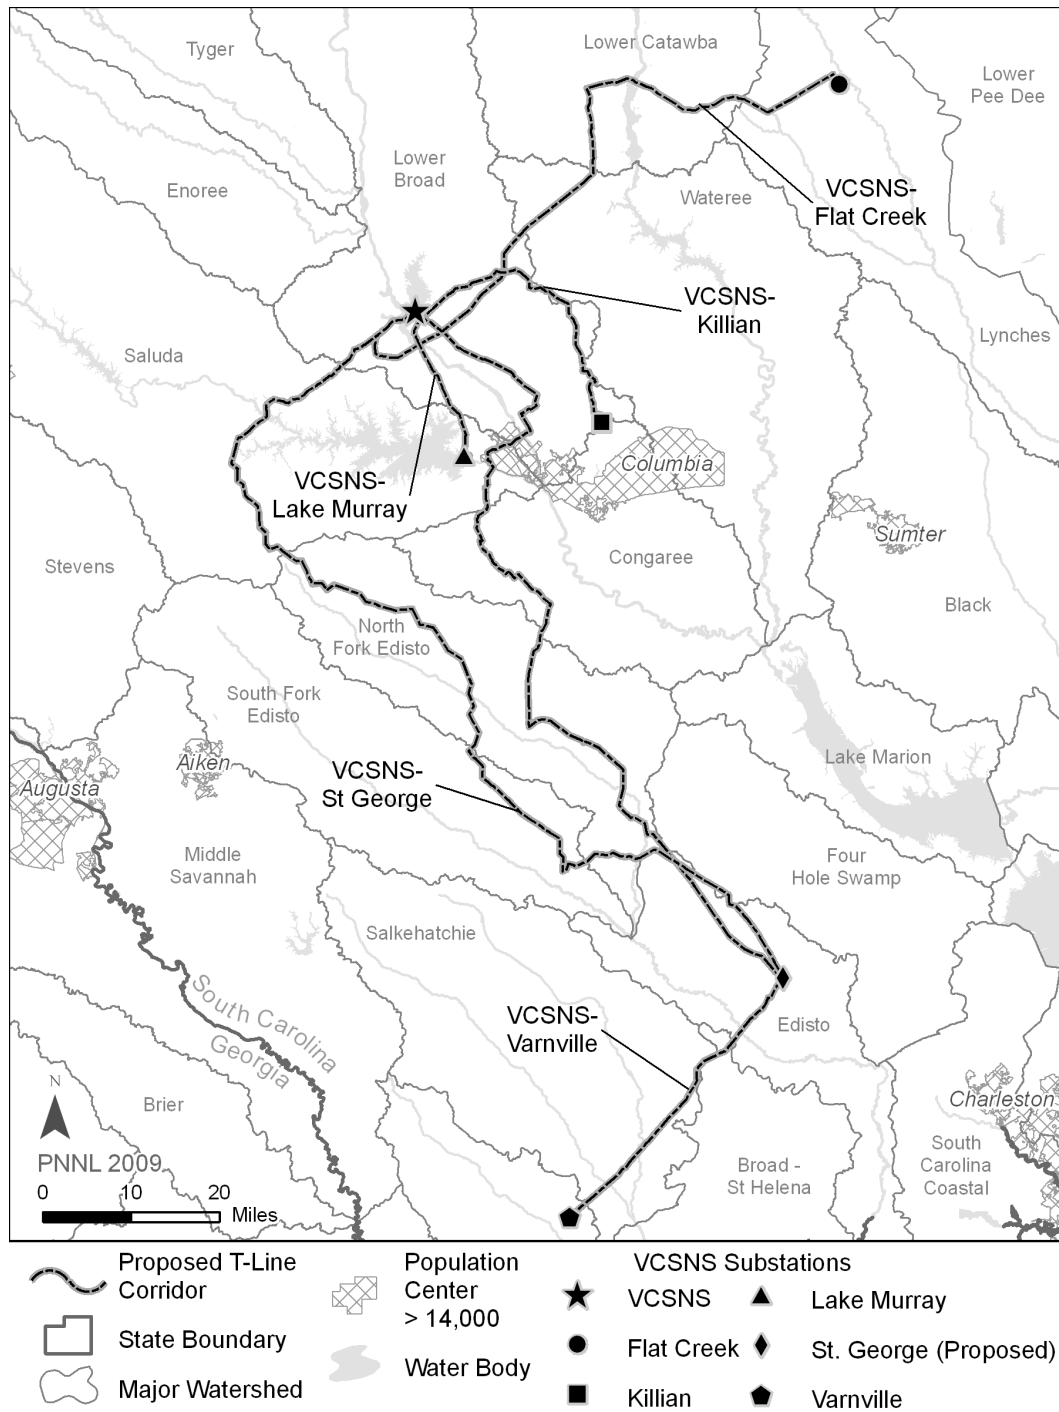 Tyger
Lower Catawba
Lower
Pee Dee
Lower
Broad
Enoree
Wateree
VCSNS-
Flat Creek
VCSNS-
Killian
Lynches
Saluda
Columbia
VCSNS-
Lake Murray
Sumter
Stevens
Congaree
Black
North
Fork Edisto
South Fork
Edisto
Lake Marion
Aiken
Augusta
VCSNS-
St George
Middle
Savannah
Four
Hole Swamp
Salkehatchie
South Carolina
Georgia
VCSNS-
Varnville
Edisto
N
Brier
Charleston
PNNL 2009
Broad -
St Helena
South
Carolina
Coastal
0 10 20
Miles
Proposed T-Line
Corridor
State Boundary
Major Watershed
Population
Center
> 14,000
Water Body
VCSNS Substations
VCSNS
Lake Murray
Flat Creek
St. George (Proposed)
Killian
Varnville